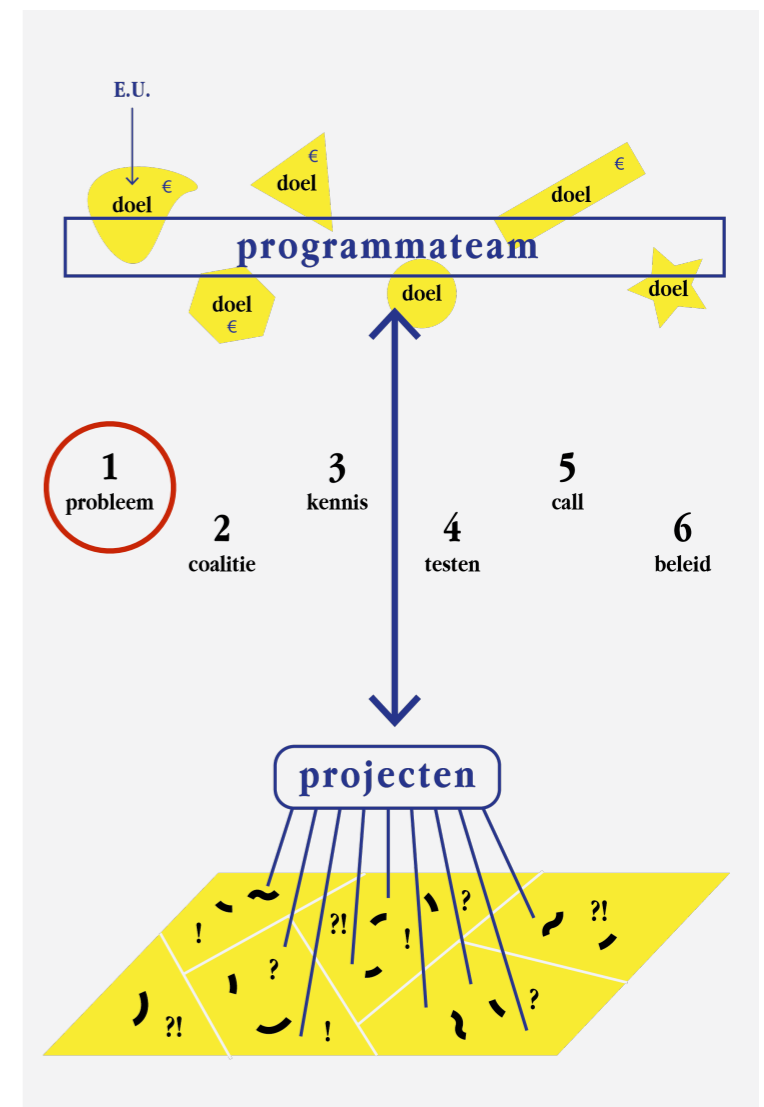 E.U.
doel €
doel €
doel €
programmateam
doel €
doel
doel
1 probleem
2 coalitie
3 kennis
4 testen
5 call
6 beleid
projecten
!
?!
!
?
?!
?
?!
!
?